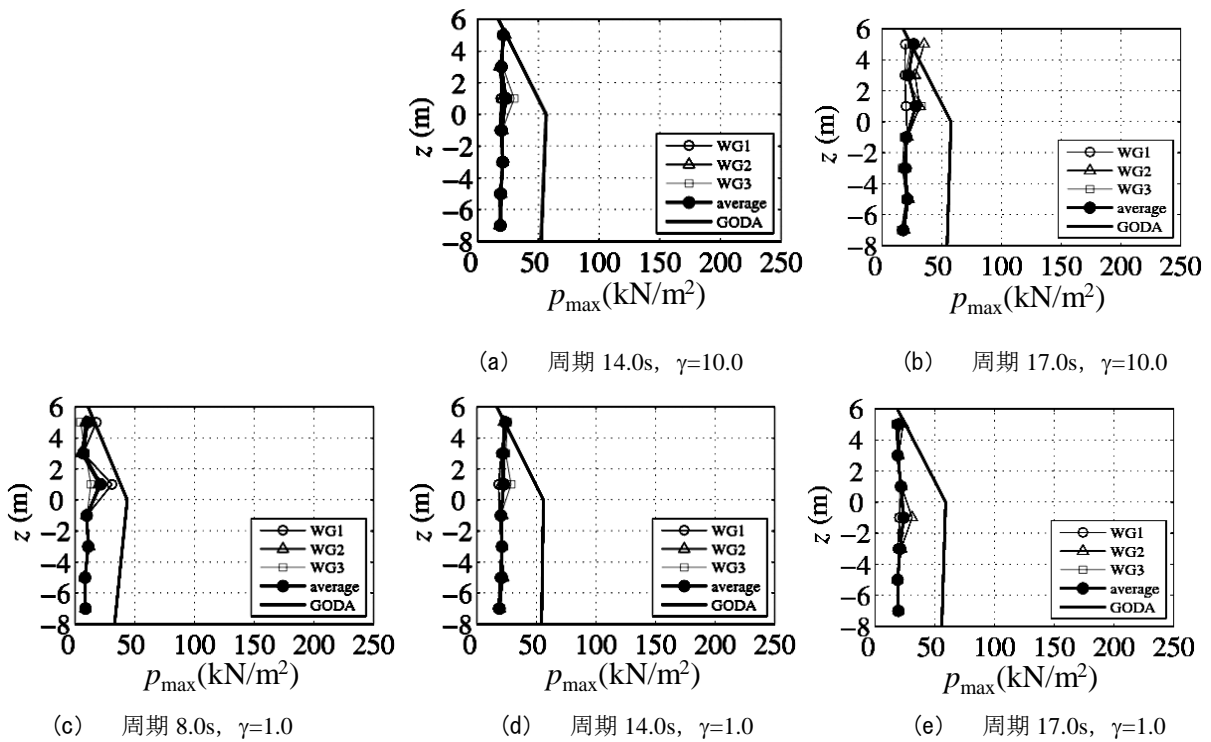 6
4
2
0
−2
−4
−6
−8
z (m)
WG1
WG2
WG3
average
GODA
0 50 100 150 200 250
p max (kN/m²)
(a) 周期 14.0s, γ=10.0
6
4
2
0
−2
−4
−6
−8
z (m)
WG1
WG2
WG3
average
GODA
0 50 100 150 200 250
p max (kN/m²)
(b) 周期 17.0s, γ=10.0
6
4
2
0
−2
−4
−6
−8
z (m)
WG1
WG2
WG3
average
GODA
0 50 100 150 200 250
p max(kN/m²)
(c) 周期 8.0s, γ=1.0
6
4
2
0
−2
−4
−6
−8
z (m)
WG1
WG2
WG3
average
GODA
0 50 100 150 200 250
p max(kN/m²)
(d) 周期 14.0s, γ=1.0
6
4
2
0
−2
−4
−6
−8
z (m)
WG1
WG2
WG3
average
GODA
0 50 100 150 200 250
p max(kN/m²)
(e) 周期 17.0s, γ=1.0